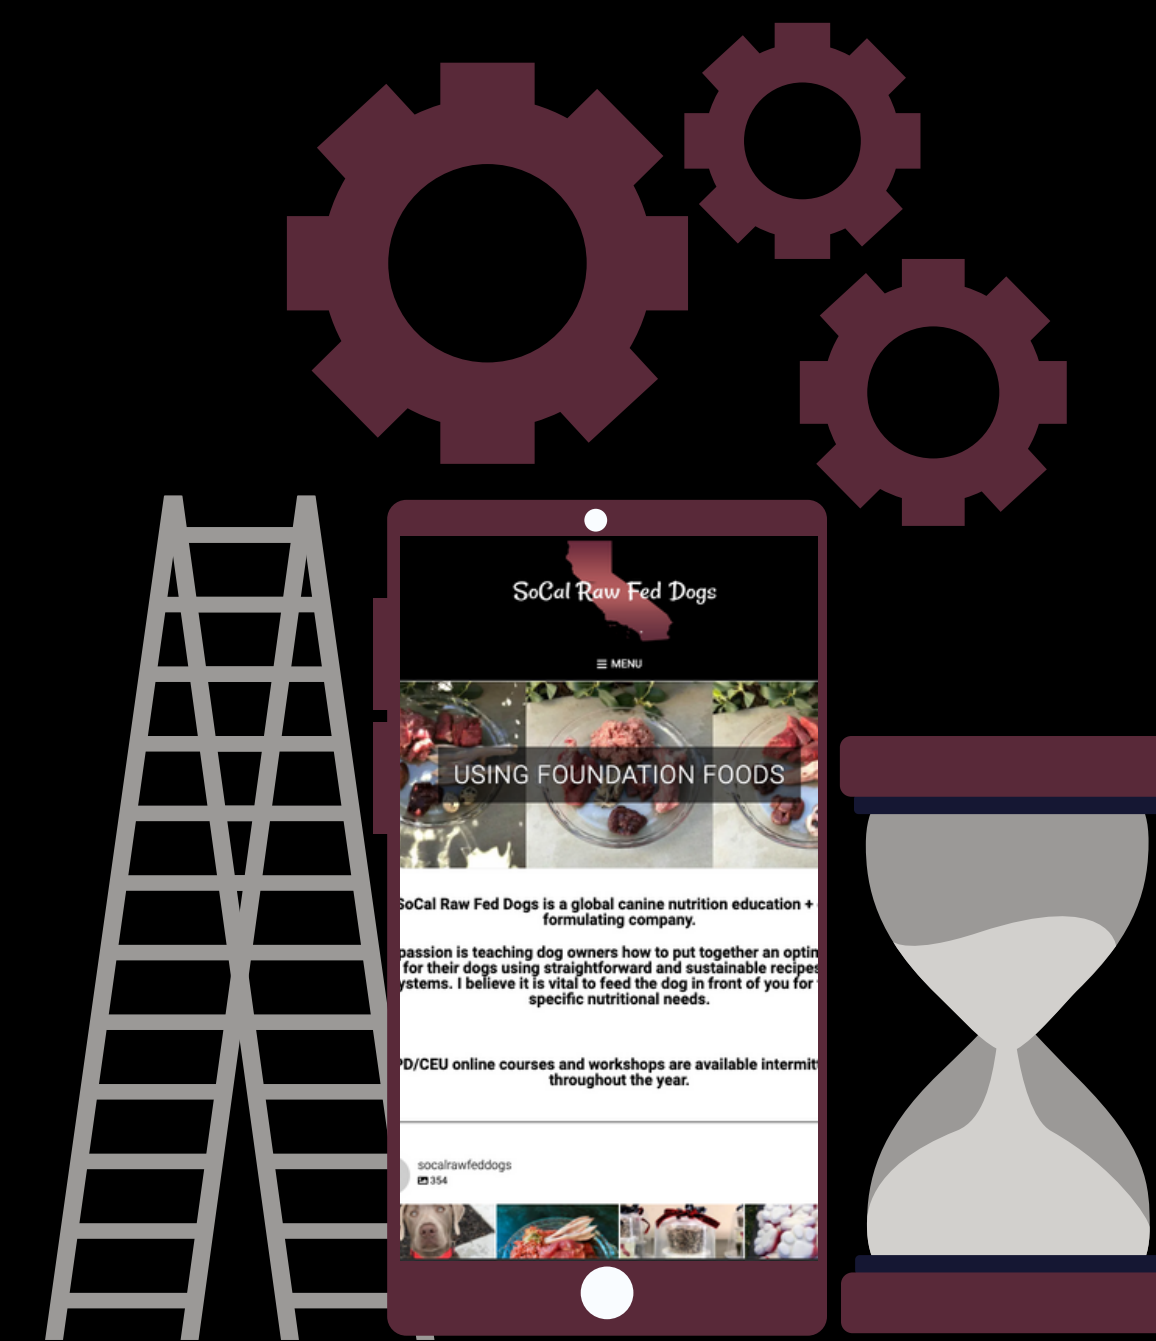 SoCal Raw Fed Dogs
☰ MENU
USING FOUNDATION FOODS
SoCal Raw Fed Dogs is a global canine nutrition education +
formulating company.
passion is teaching dog owners how to put together an optim
for their dogs using straightforward and sustainable recipes
ystems. I believe it is vital to feed the dog in front of you for
specific nutritional needs.
PD/CEU online courses and workshops are available intermitt
throughout the year.
socalrawfeddogs
354